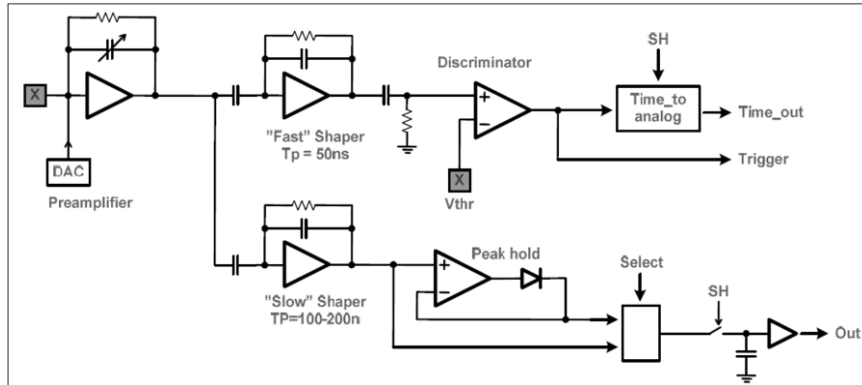 SH
Discriminator
X
Time_to
analog
Time_out
"Fast" Shaper
Tp = 50ns
DAC
Trigger
X
Preamplifier
Vthr
Peak hold
Select
SH
"Slow" Shaper
TP=100-200n
Out